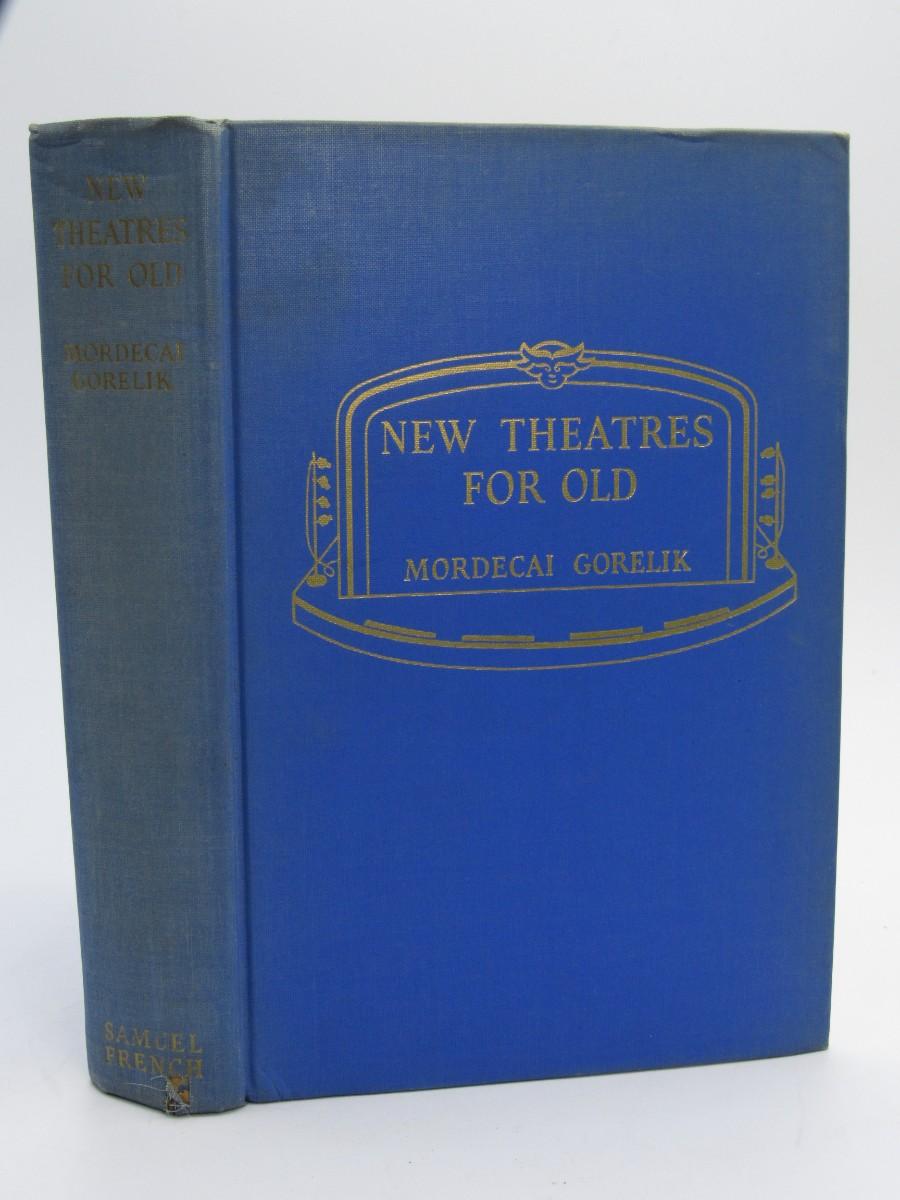 NEW
THEATRES
FOR OLD
MORDECAI
GORELIK
SAMUEL
FRENCH
NEW THEATRES
FOR OLD
MORDECAI GORELIK